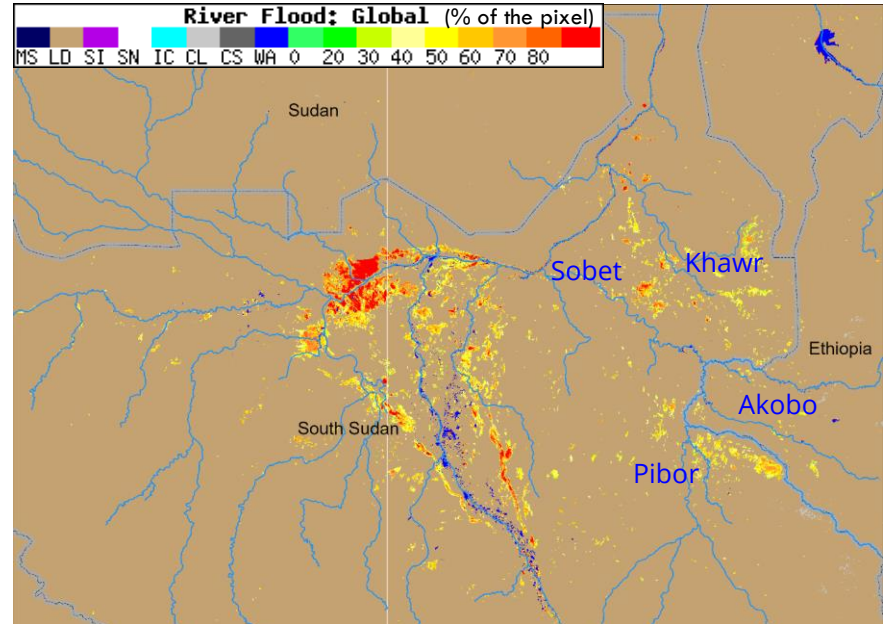 River Flood: Global (% of the pixel)
MS LD SI SN IC CL CS WA 0 20 30 40 50 60 70 80
Sudan
Sobet
Khawr
Ethiopia
Akobo
South Sudan
Pibor